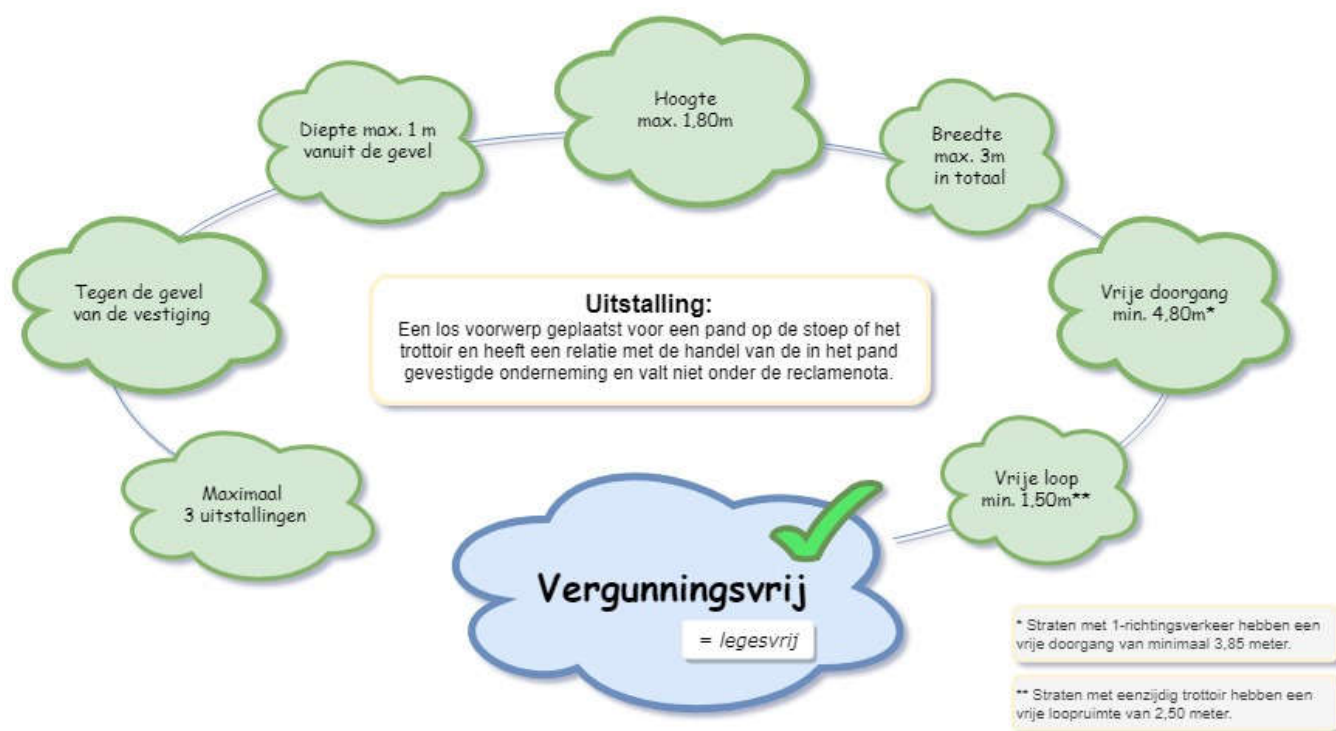 Hoogte
max. 1,80m
Diepte max. 1 m
vanuit de gevel
Breedte
max. 3m
in totaal
Tegen de gevel
van de vestiging
Vrije doorgang
min. 4,80m*
Uitstalling:
Een los voorwerp geplaatst voor een pand op de stoep of het
trottoir en heeft een relatie met de handel van de in het pand
gevestigde onderneming en valt niet onder de reclamenota.
Maximaal
3 uitstallingen
Vrije loop
min. 1,50m**
Vergunningsvrij
= legesvrij
* Straten met 1-richtingsverkeer hebben een
vrije doorgang van minimaal 3,85 meter.
** Straten met eenzijdig trottoir hebben een
vrije loopruimte van 2,50 meter.